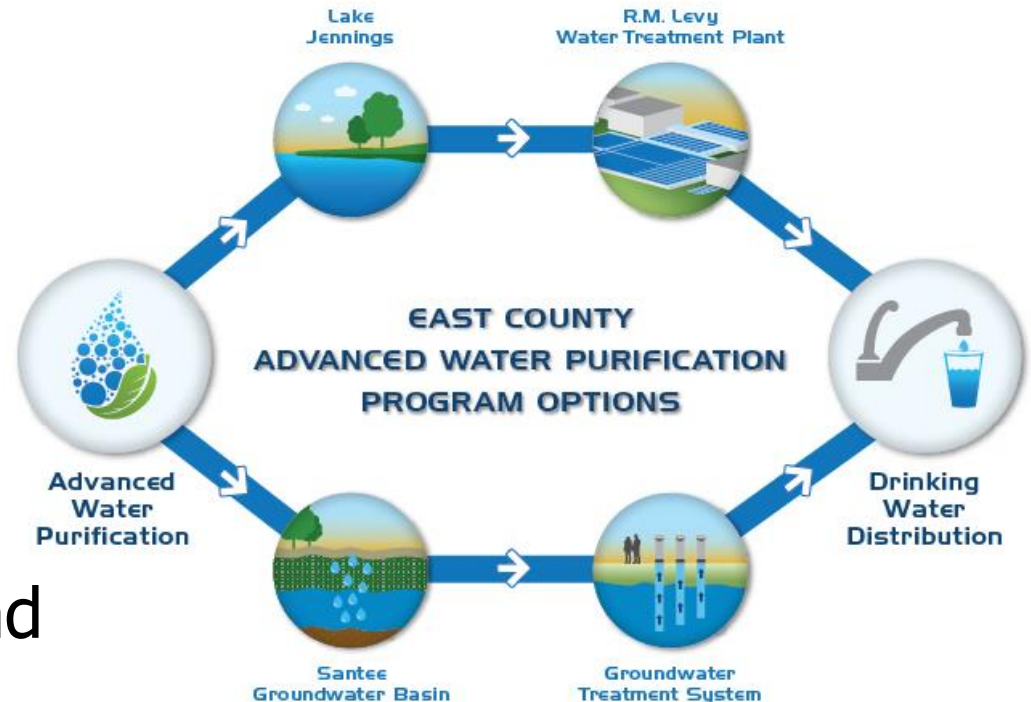 Lake
Jennings
R.M. Levy
Water Treatment Plant
EAST COUNTY
ADVANCED WATER PURIFICATION
PROGRAM OPTIONS
Advanced
Water
Purification
Drinking
Water
Distribution
Santee
Groundwater Basin
Groundwater
Treatment System